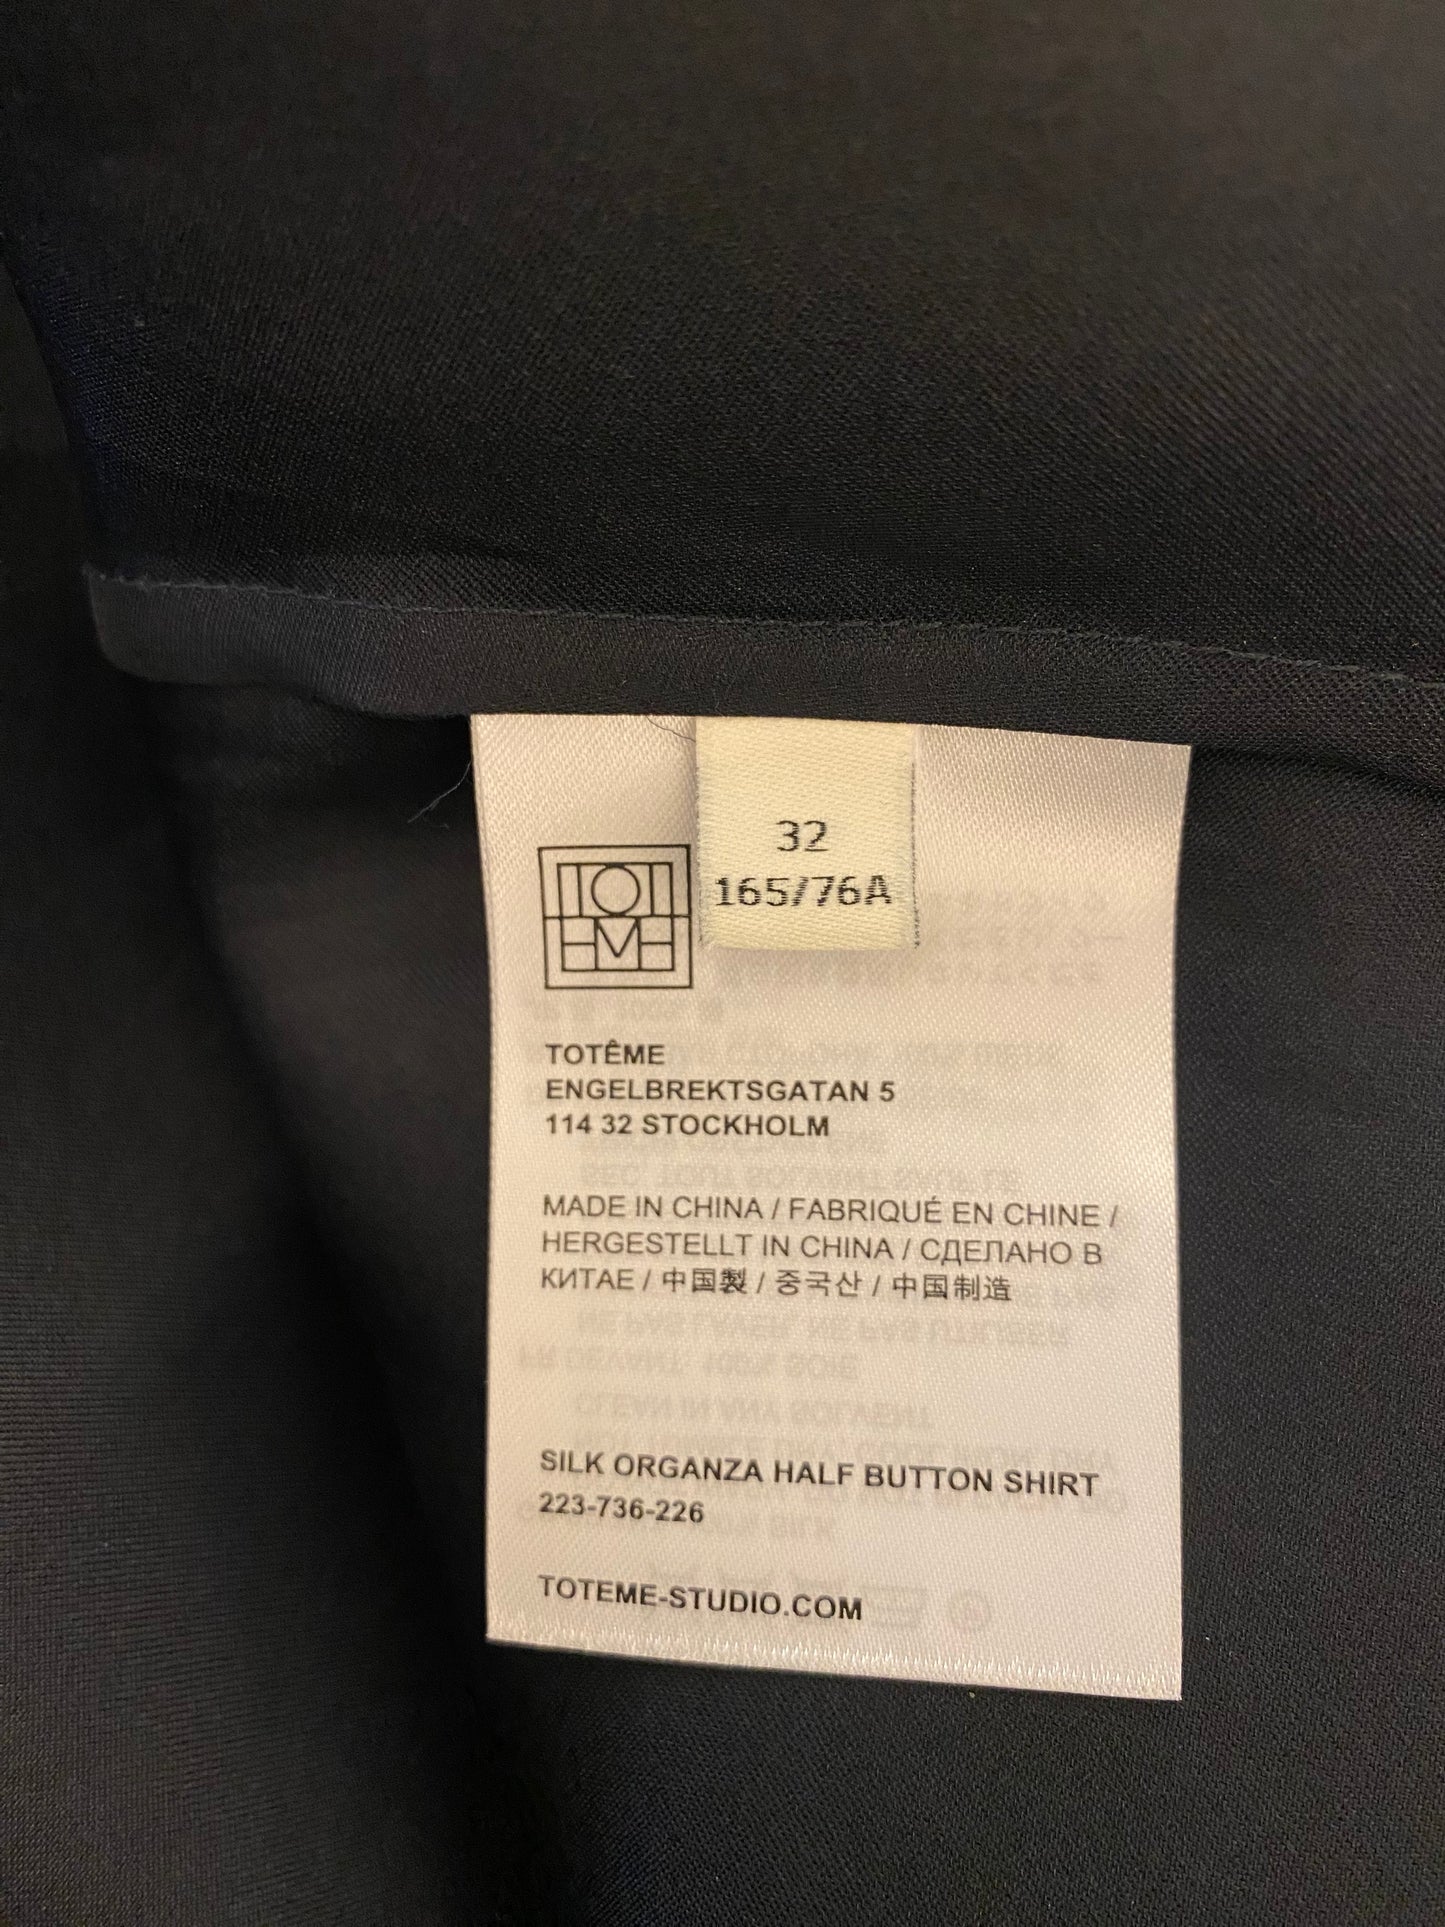 32
165/76A
TOTEME
TOTÊME
ENGELBREKTSGATAN 5
114 32 STOCKHOLM
MADE IN CHINA / FABRIQUÉ EN CHINE /
HERGESTELLT IN CHINA / СДЕЛАНО В
КИТАЕ / 中国製 / 중국산 / 中国制造
SILK ORGANZA HALF BUTTON SHIRT
223-736-226
TOTEME-STUDIO.COM